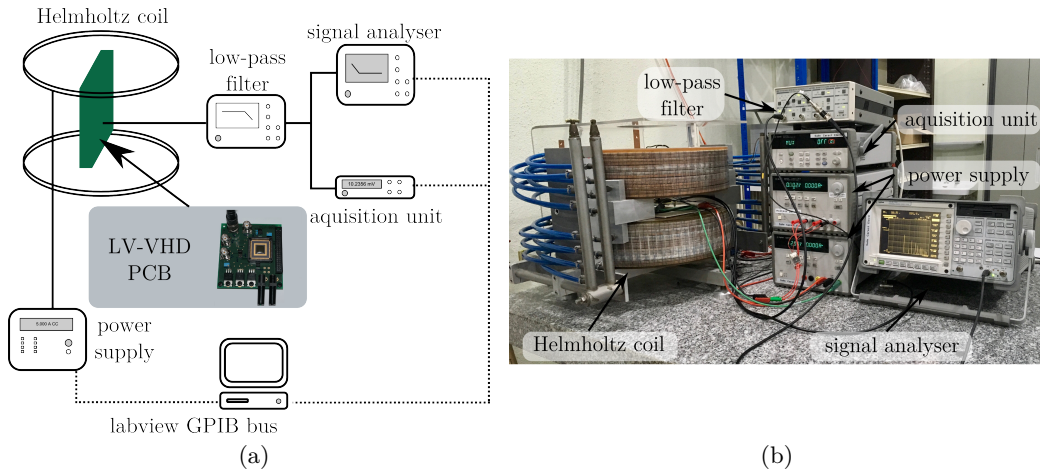 Helmholtz coil
low-pass
filter
signal analyser
10.2356 mV
aquisition unit
LV-VHD
PCB
5.000 A CC
power
supply
labview GPIB bus
(a)
low-pass
filter
aquisition unit
power supply
Helmholtz coil
signal analyser
(b)